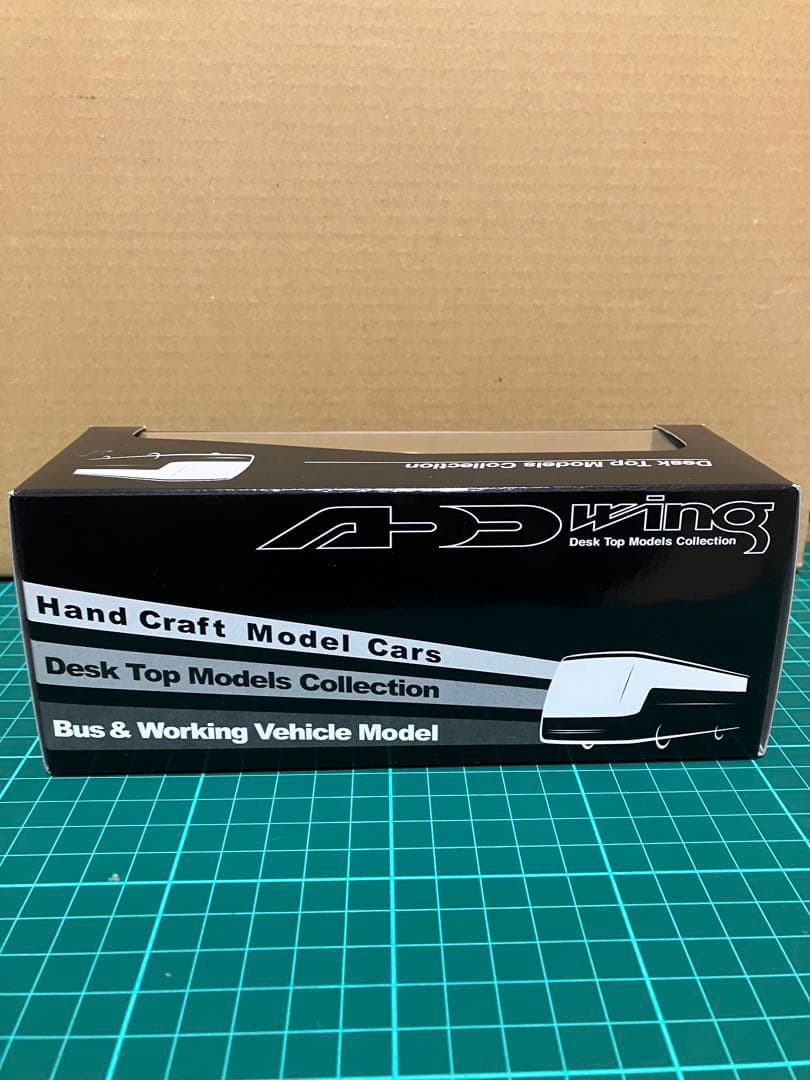 Desk Top Models Collection
ADD wing
Desk Top Models Collection
Hand Craft Model Cars
Desk Top Models Collection
Bus & Working Vehicle Model